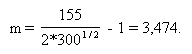 m = 155 / 2*300^1/2 - 1 = 3,474.